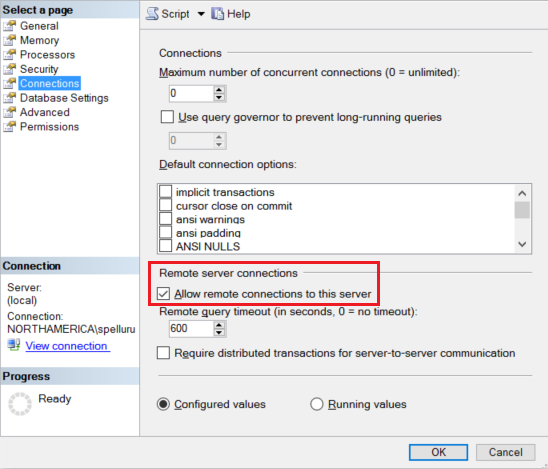 Select a page
General
Memory
Processors
Security
Connections
Database Settings
Advanced
Permissions
Connection
Server:
(local)
Connection:
NORTHAMERICA\spelluru
View connection
Progress
Ready
Script
Help
Connections
Maximum number of concurrent connections (0 = unlimited):
0
Use query governor to prevent long-running queries
0
Default connection options:
implicit transactions
cursor close on commit
ansi warnings
ansi padding
ANSI NULLS
Remote server connections
Allow remote connections to this server
Remote query timeout (in seconds, 0 = no timeout):
600
Require distributed transactions for server-to-server communication
Configured values
Running values
OK
Cancel